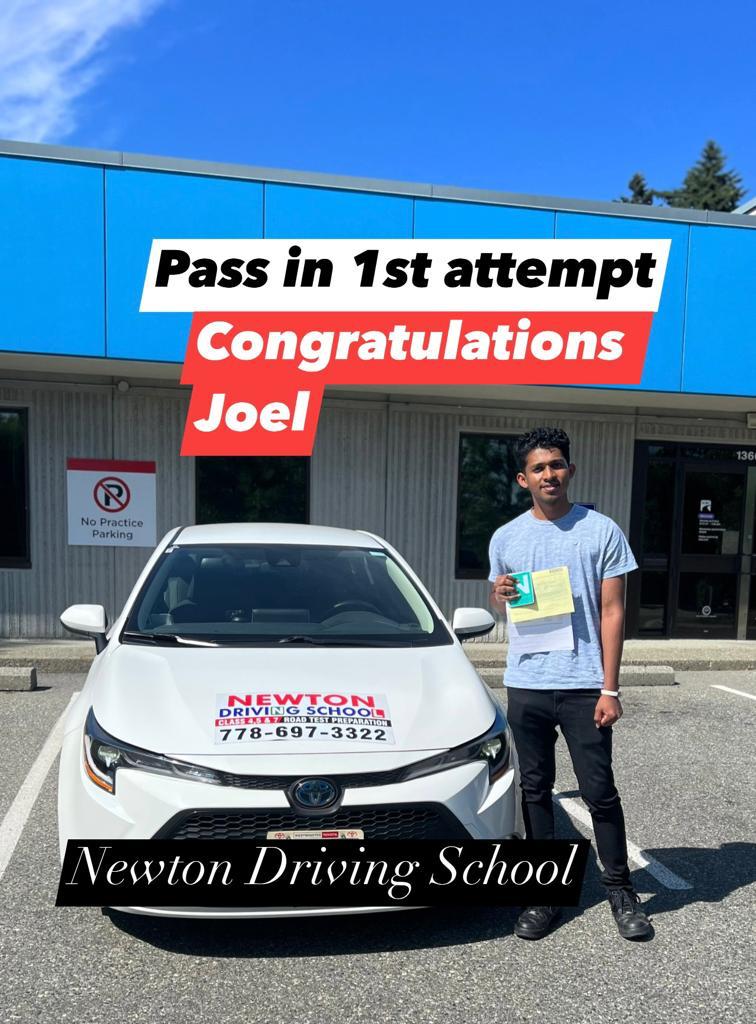 Pass in 1st attempt
Congratulations
Joel
136
No Practice
Parking
NEWTON
DRIVING SCHOOL
CLASS 4,5 & 7 ROAD TEST PREPARATION
778-697-3322
Newton Driving School